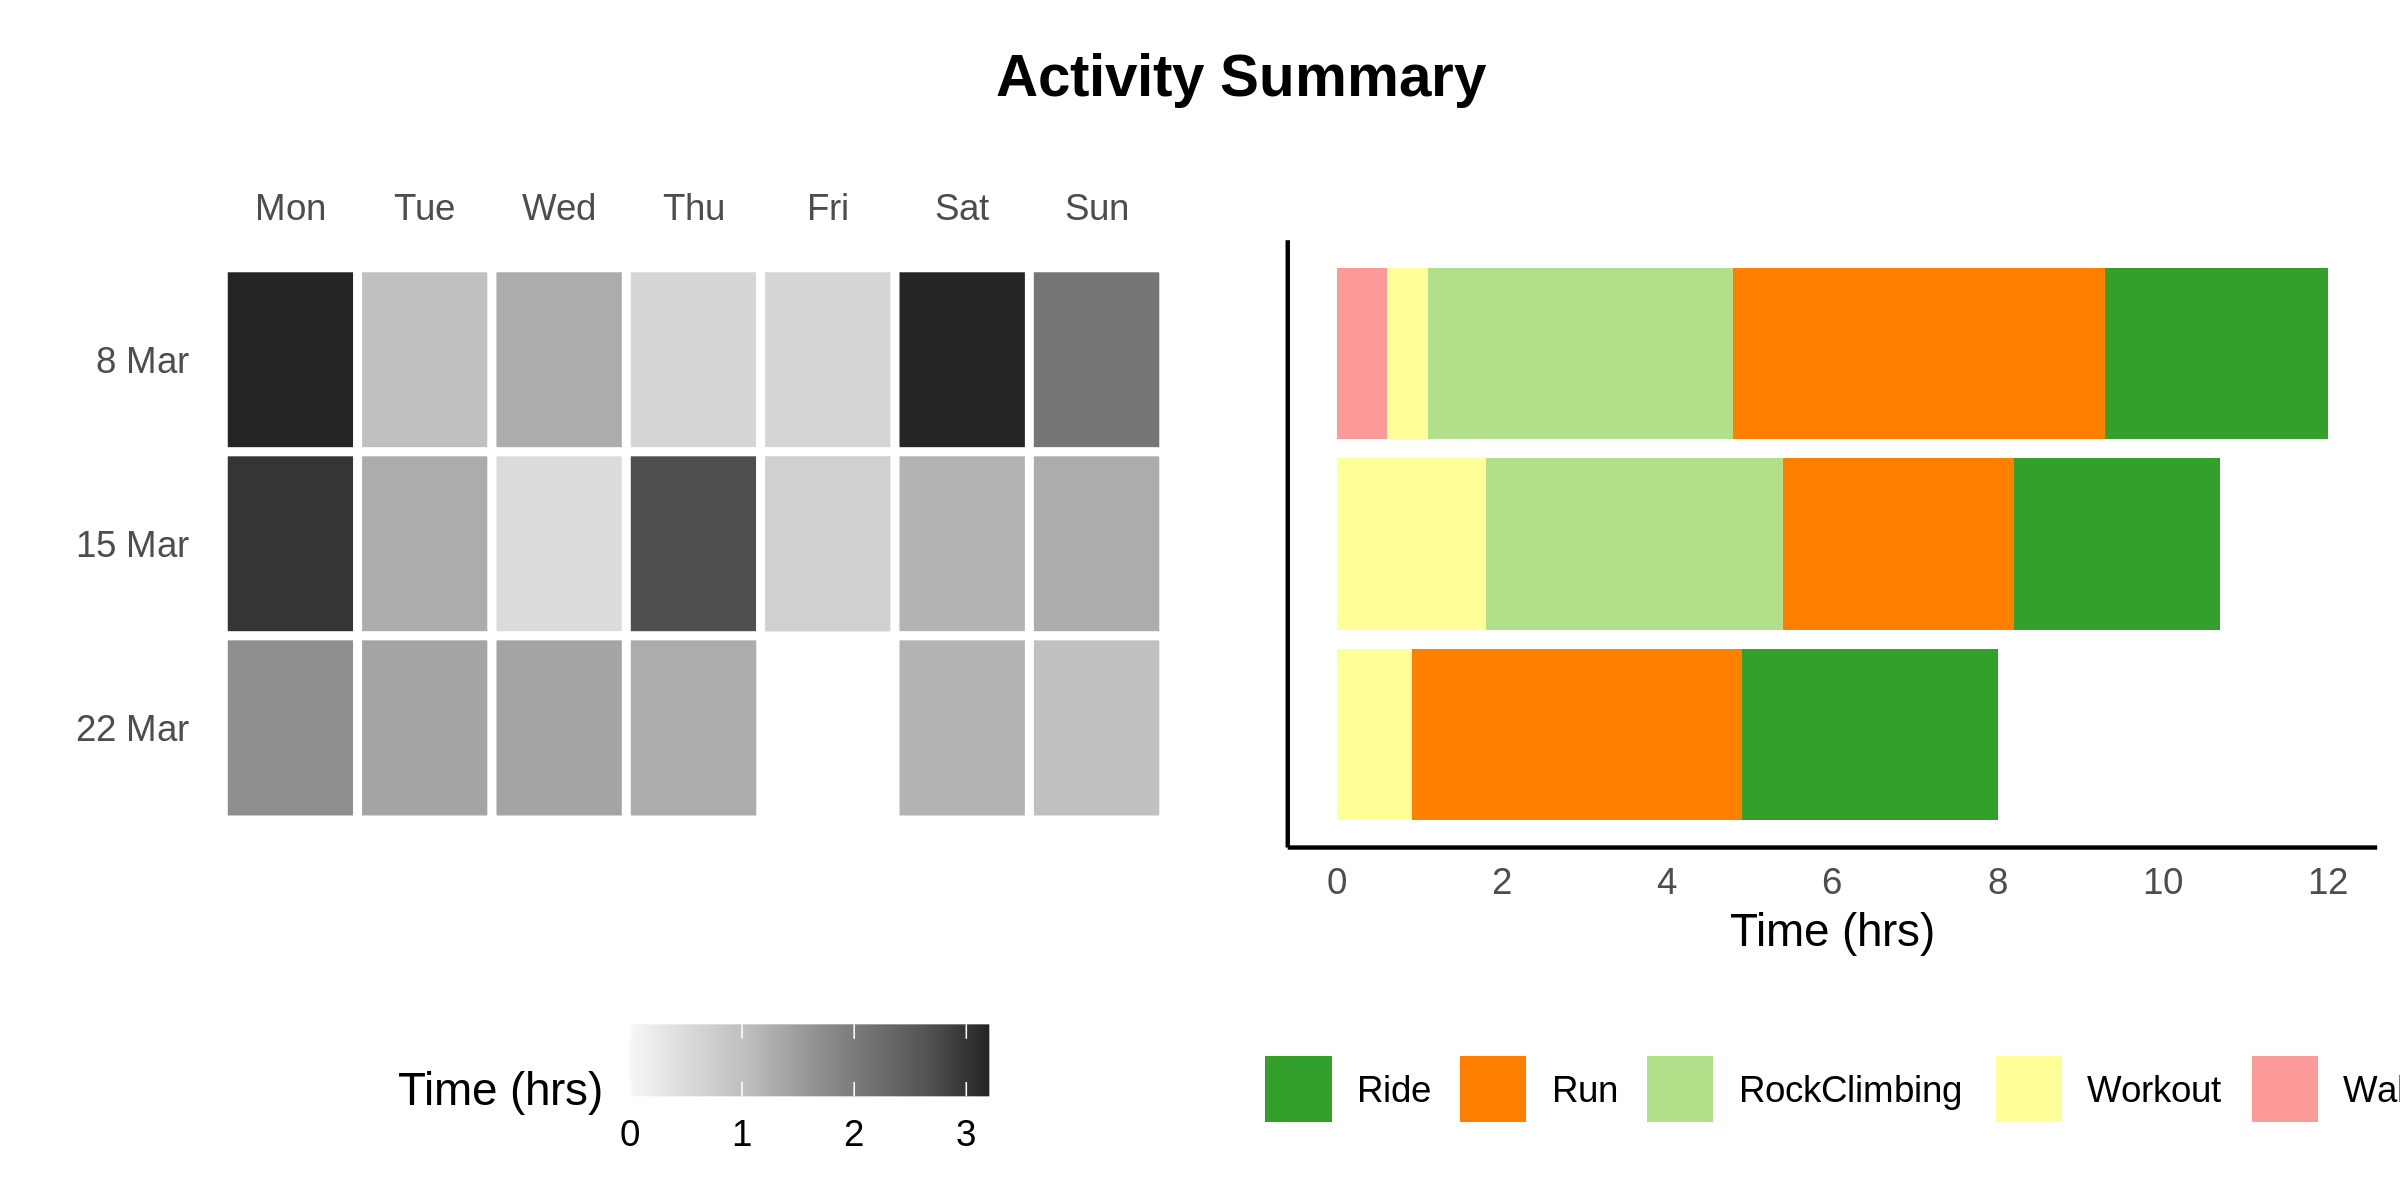 Activity Summary
Mon Tue Wed Thu Fri Sat Sun
8 Mar
15 Mar
22 Mar
0 2 4 6 8 10 12
Time (hrs)
Time (hrs)
0 1 2 3
Ride Run RockClimbing Workout